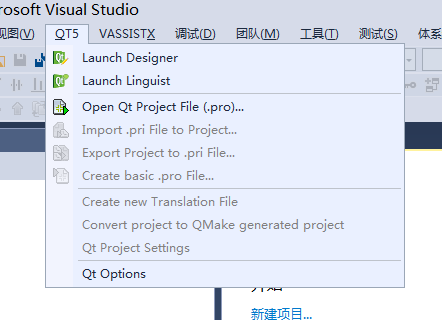 rosoft Visual Studio
视图(V) QT5 VASSISTX 调试(D) 团队(M) 工具(T) 测试(S) 体系
Launch Designer
Launch Linguist
Open Qt Project File (.pro)...
Import .pri File to Project...
Export Project to .pri File...
Create basic .pro File...
Create new Translation File
Convert project to QMake generated project
Qt Project Settings
Qt Options
新建项目...